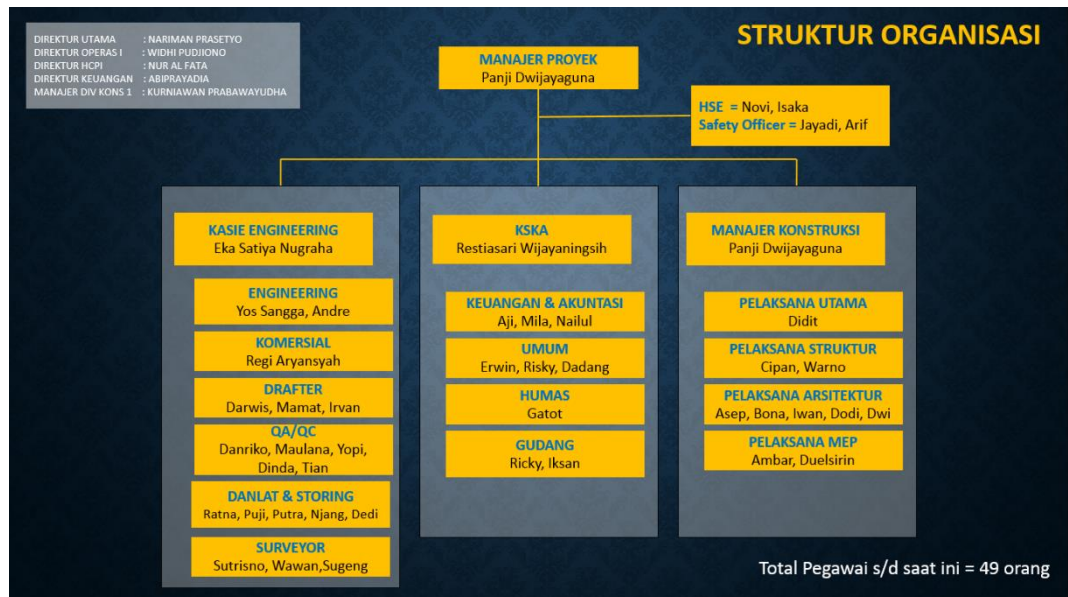 STRUKTUR ORGANISASI
DIREKTUR UTAMA : NARIMAN PRASETYO
DIREKTUR OPERAS I : WIDHI PUDJIONO
DIREKTUR HCPI : NUR AL FATA
DIREKTUR KEUANGAN : ABIPRAYADIA
MANAJER DIV KONS 1 : KURNIAWAN PRABAWAYUDHA
MANAJER PROYEK
Panji Dwijayaguna
HSE = Novi, Isaka
Safety Officer = Jayadi, Arif
KASIE ENGINEERING
Eka Satiya Nugraha
ENGINEERING
Yos Sangga, Andre
KOMERSIAL
Regi Aryansyah
DRAFTER
Darwis, Mamat, Irvan
QA/QC
Danriko, Maulana, Yopi,
Dinda, Tian
DANLAT & STORING
Ratna, Puji, Putra, Njang, Dedi
SURVEYOR
Sutrisno, Wawan,Sugeng
KSKA
Restiasari Wijayaningsih
KEUANGAN & AKUNTASI
Aji, Mila, Nailul
UMUM
Erwin, Risky, Dadang
HUMAS
Gatot
GUDANG
Ricky, Iksan
MANAJER KONSTRUKSI
Panji Dwijayaguna
PELAKSANA UTAMA
Didit
PELAKSANA STRUKTUR
Cipan, Warno
PELAKSANA ARSITEKTUR
Asep, Bona, Iwan, Dodi, Dwi
PELAKSANA MEP
Ambar, Duelsirin
Total Pegawai s/d saat ini = 49 orang